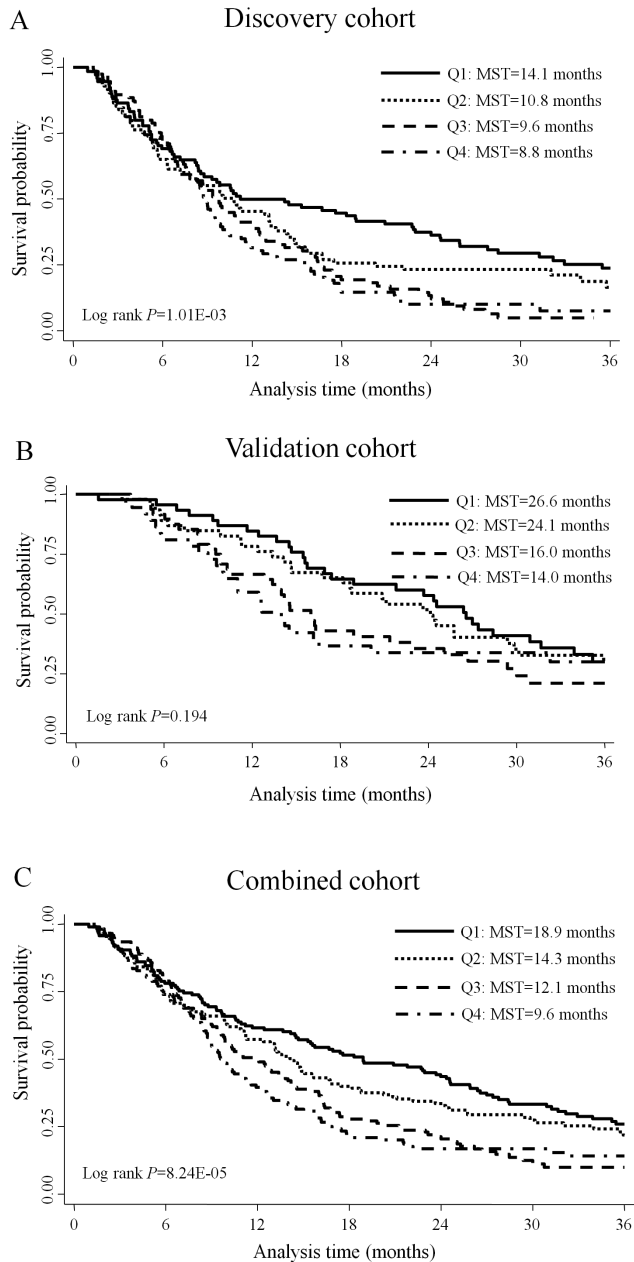 A
Discovery cohort
Q1: MST=14.1 months
Q2: MST=10.8 months
Q3: MST=9.6 months
Q4: MST=8.8 months
Survival probability
1.00
0.75
0.50
0.25
0.00
Log rank P=1.01E-03
0 6 12 18 24 30 36
Analysis time (months)
B
Validation cohort
Q1: MST=26.6 months
Q2: MST=24.1 months
Q3: MST=16.0 months
Q4: MST=14.0 months
Survival probability
1.00
0.75
0.50
0.25
0.00
Log rank P=0.194
0 6 12 18 24 30 36
Analysis time (months)
C
Combined cohort
Q1: MST=18.9 months
Q2: MST=14.3 months
Q3: MST=12.1 months
Q4: MST=9.6 months
Survival probability
1.00
0.75
0.50
0.25
0.00
Log rank P=8.24E-05
0 6 12 18 24 30 36
Analysis time (months)